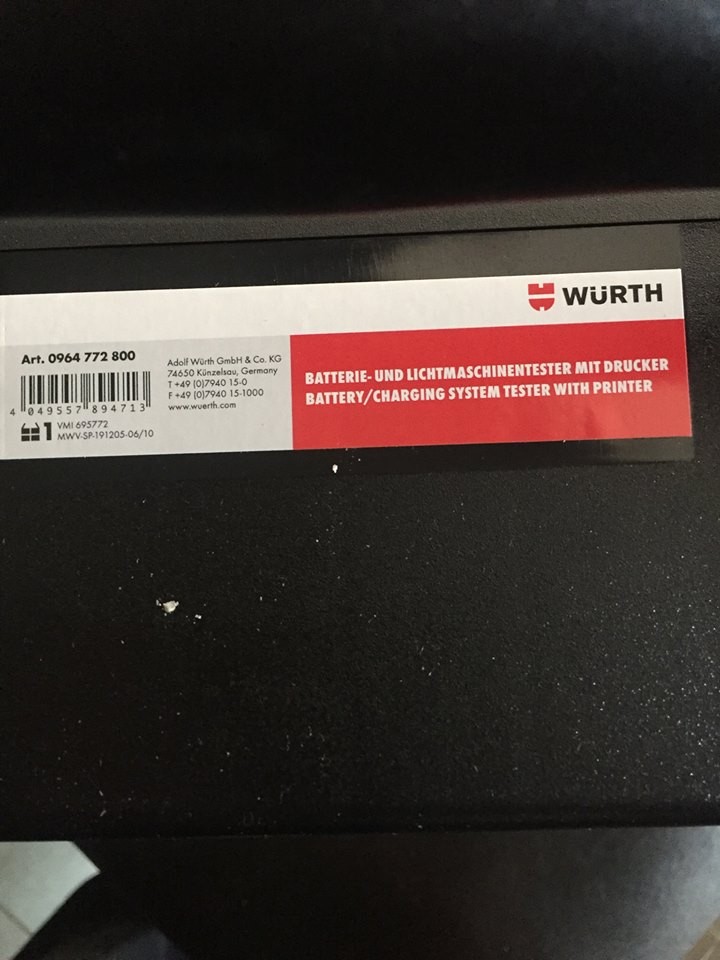 WÜRTH
Art. 0964 772 800
4 049557 894713
1
VMI 695772
MWV-SP-191205-06/10
Adolf Würth GmbH & Co. KG
74650 Künzelsau, Germany
T +49 (0)7940 15-0
F +49 (0)7940 15-1000
www.wuerth.com
BATTERIE- UND LICHTMASCHINENTESTER MIT DRUCKER
BATTERY/CHARGING SYSTEM TESTER WITH PRINTER